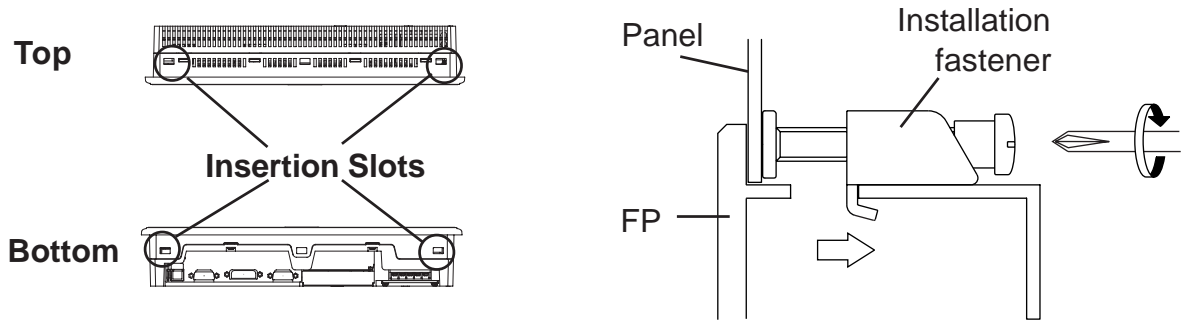 Top
Insertion Slots
Bottom
Panel
Installation
fastener
FP